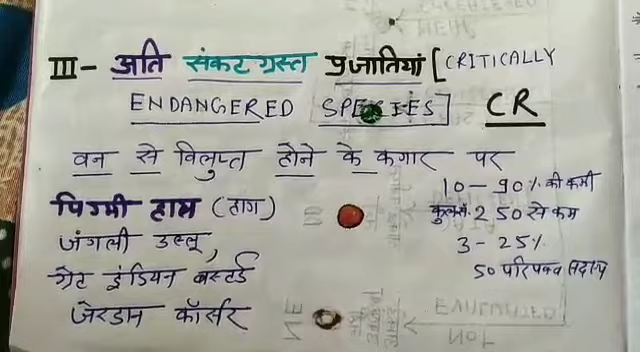 III - अति संकटग्रस्त प्रजातियां [CRITICALLY
ENDANGERED SPECIES] CR
वन से विलुप्त होने के कगार पर
पिग्मी हाम (हाग)
जंगली उल्लू,
ग्रेट इंडियन बस्टर्ड
जेरडान कॉर्सर
10 - 90% की कमी
250 से कम
3 - 25%
50 परिपक्व सदस्य